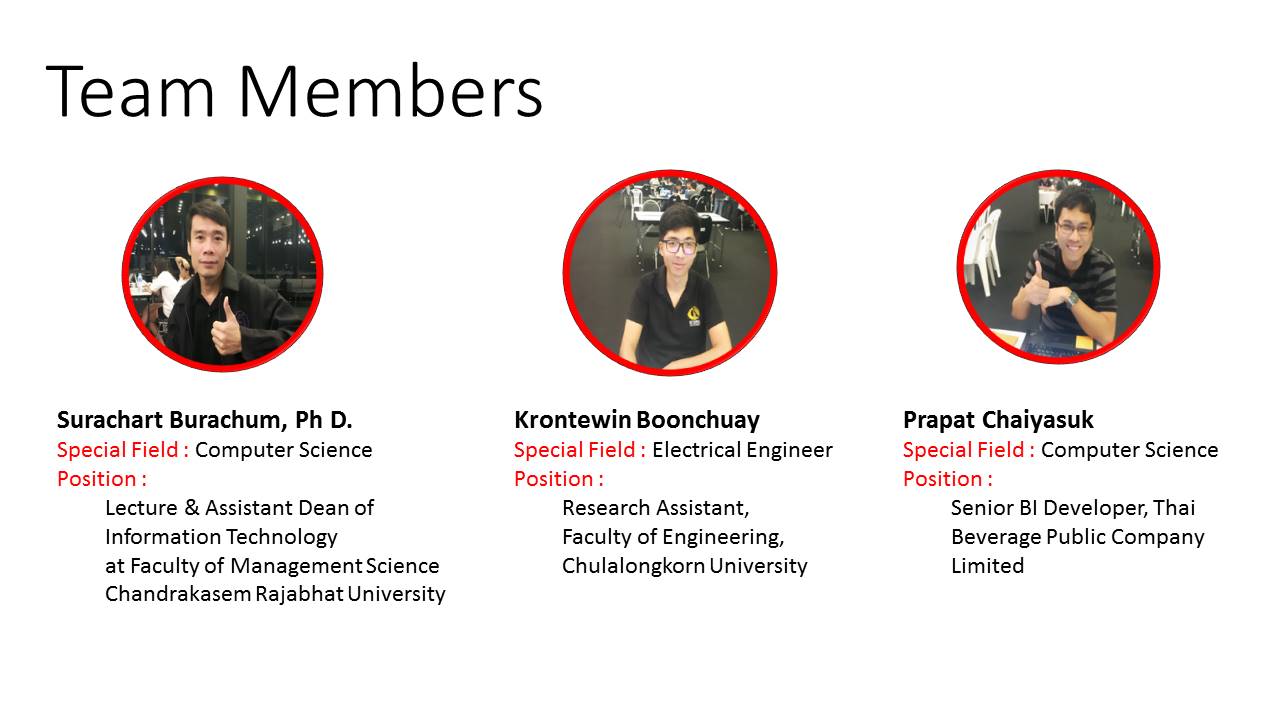 Team Members
Surachart Burachum, Ph D.
Special Field : Computer Science
Position :
Lecture & Assistant Dean of
Information Technology
at Faculty of Management Science
Chandrakasem Rajabhat University
Krontewin Boonchuay
Special Field : Electrical Engineer
Position :
Research Assistant,
Faculty of Engineering,
Chulalongkorn University
Prapat Chaiyasuk
Special Field : Computer Science
Position :
Senior BI Developer, Thai
Beverage Public Company
Limited